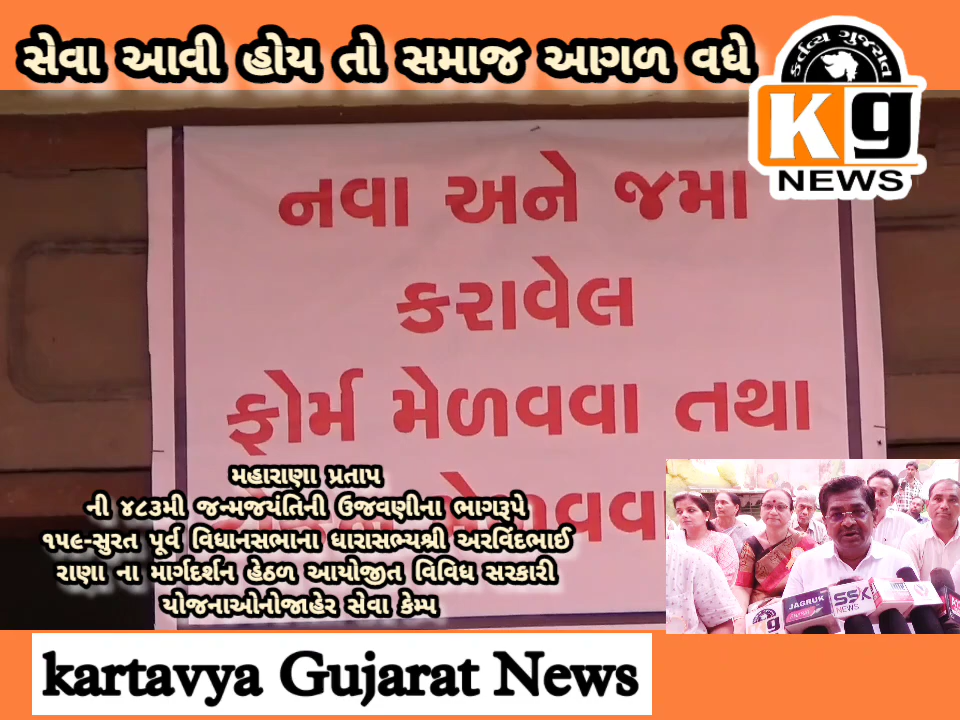 સેવા આવી હોય તો સમાજ આગળ વધે
કર્તવ્ય ગુજરાત
Kg
NEWS
નવા અને જમા
કરાવેલ
ફોર્મ મેળવવા તથા
મહારાણા પ્રતાપ
ની ૪૮૩મી જન્મજયંતિની ઉજવણીના ભાગરૂપે
૧૫૯-સુરત પૂર્વ વિધાનસભાના ધારાસભ્યશ્રી અરવિંદભાઈ
રાણા ના માર્ગદર્શન હેઠળ આયોજીત વિવિધ સરકારી
યોજનાઓનોજાહેર સેવા કેમ્પ
JAGRUK
SSK
NEWS
kartavya Gujarat News